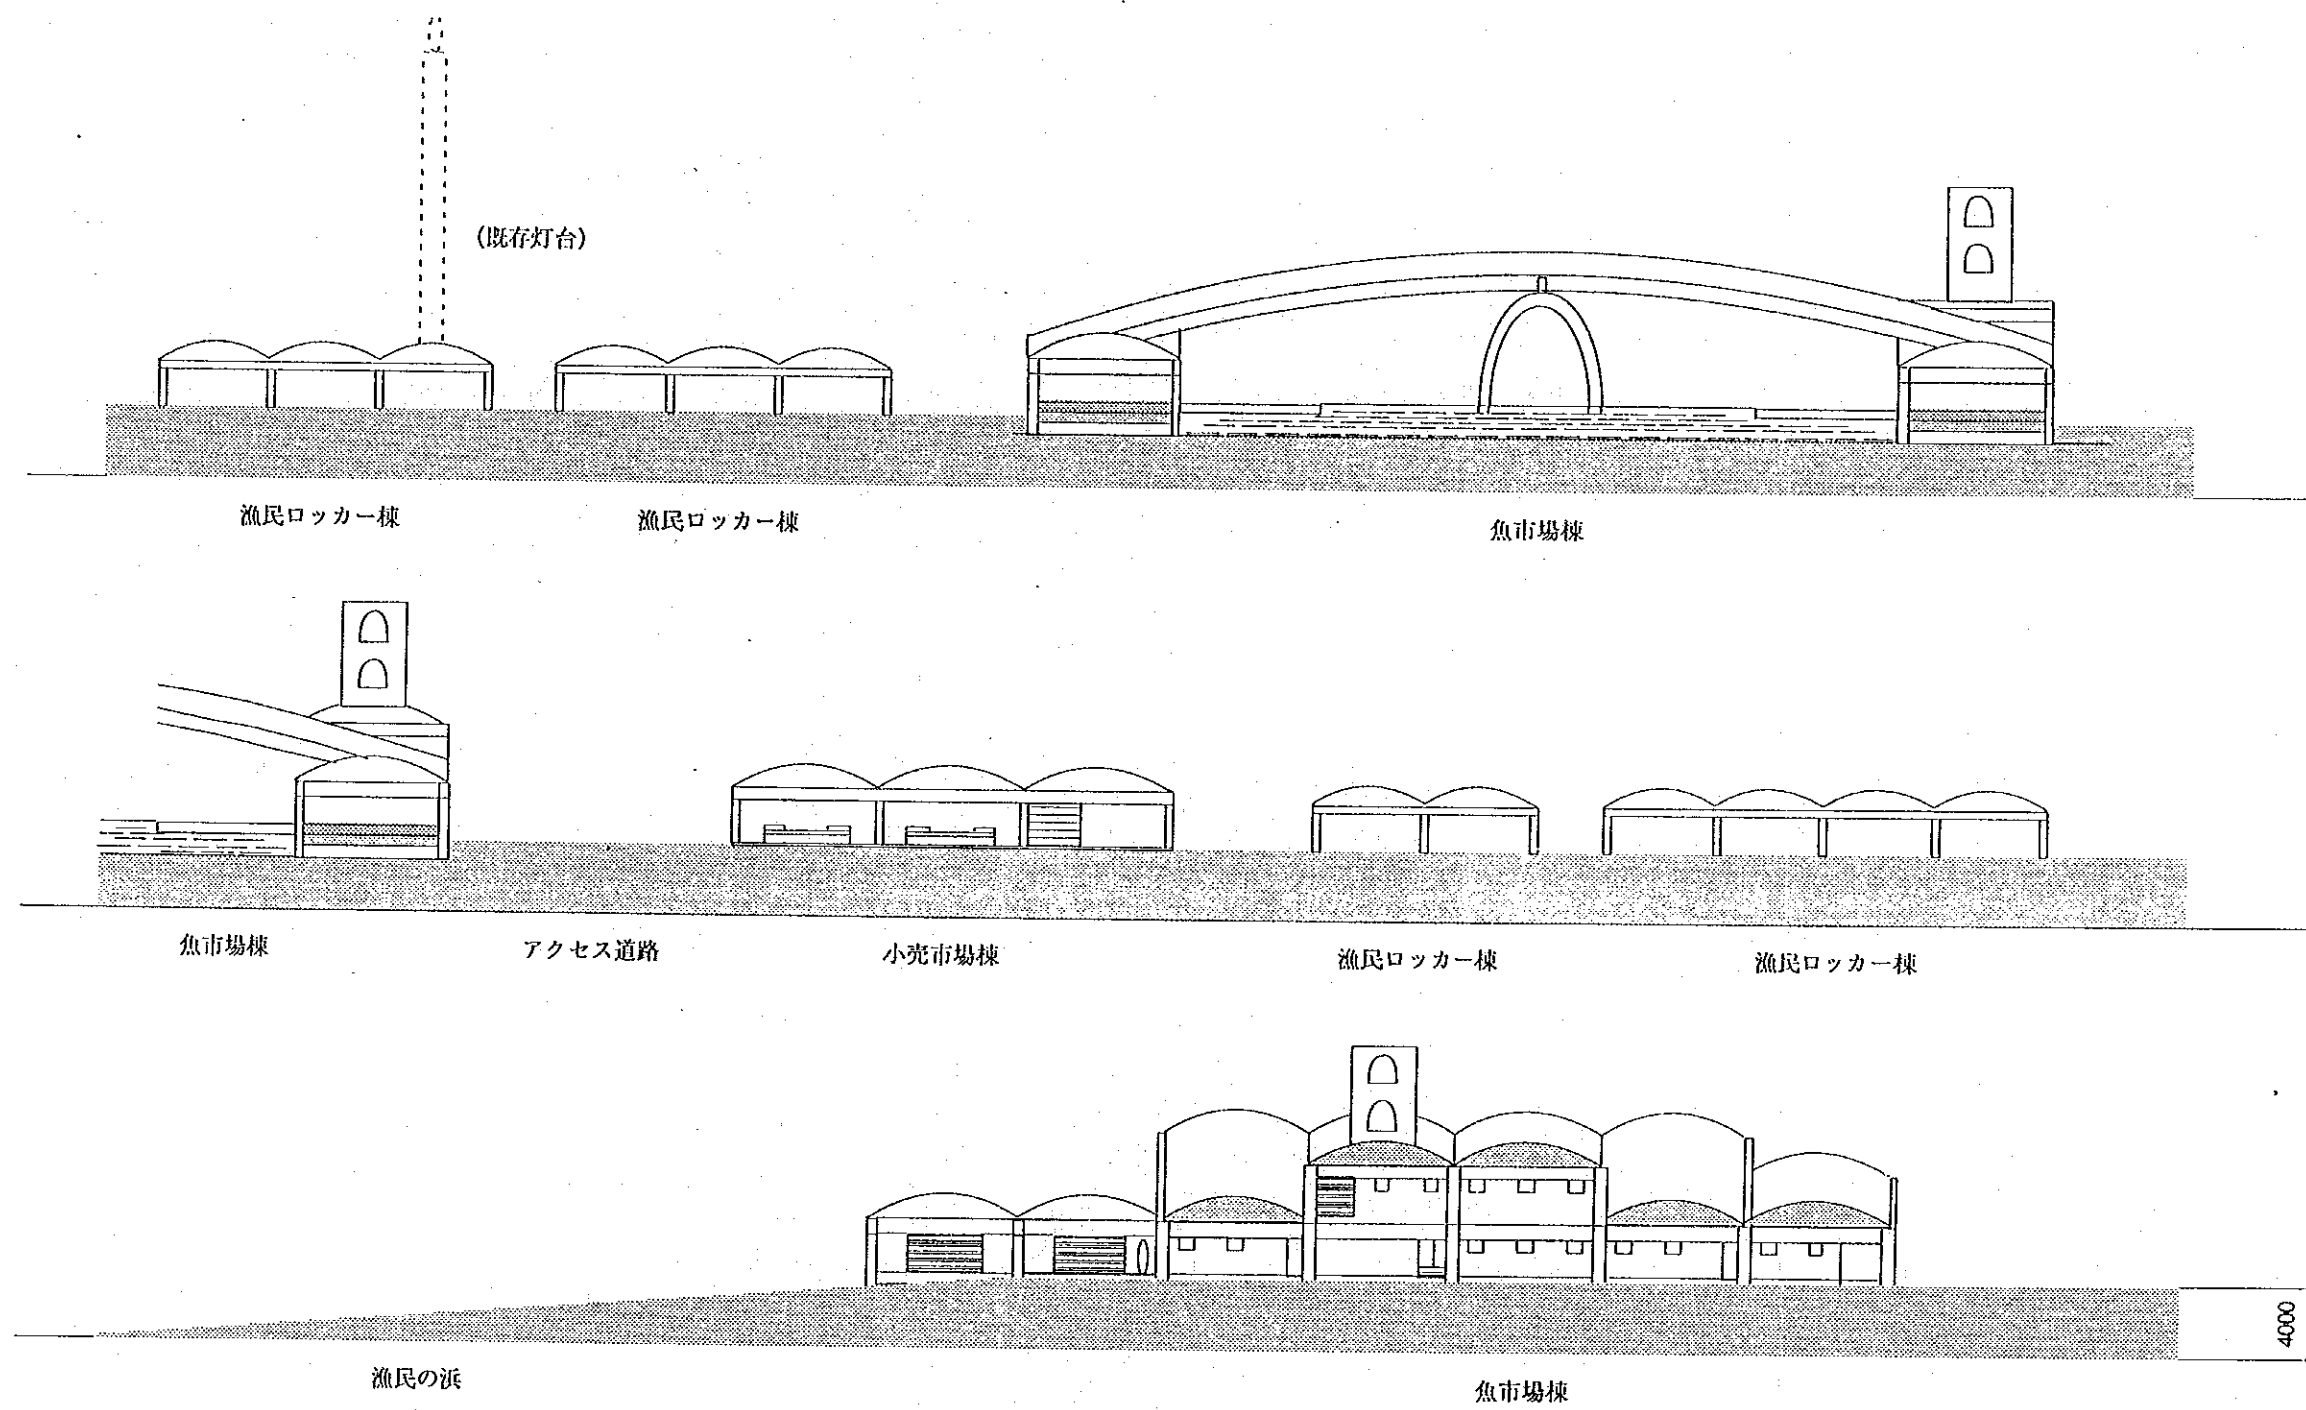 (既存灯台)
漁民ロッカー棟
漁民ロッカー棟
魚市場棟
魚市場棟
アクセス道路
小売市場棟
漁民ロッカー棟
漁民ロッカー棟
4000
漁民の浜
魚市場棟